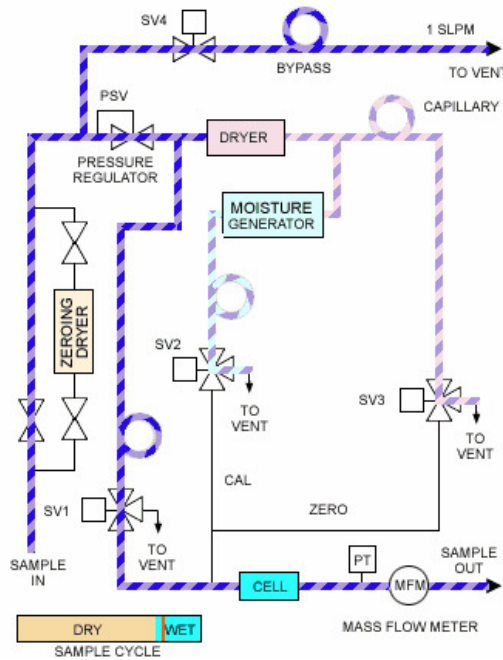 SV4
1 SLPM
BYPASS
TO VENT
PSV
CAPILLARY
DRYER
PRESSURE
REGULATOR
MOISTURE
GENERATOR
ZEROING
DRYER
SV2
SV3
TO
VENT
TO
VENT
CAL
SV1
ZERO
TO
VENT
SAMPLE
IN
PT
SAMPLE
OUT
CELL
MFM
MASS FLOW METER
DRY
WET
SAMPLE CYCLE